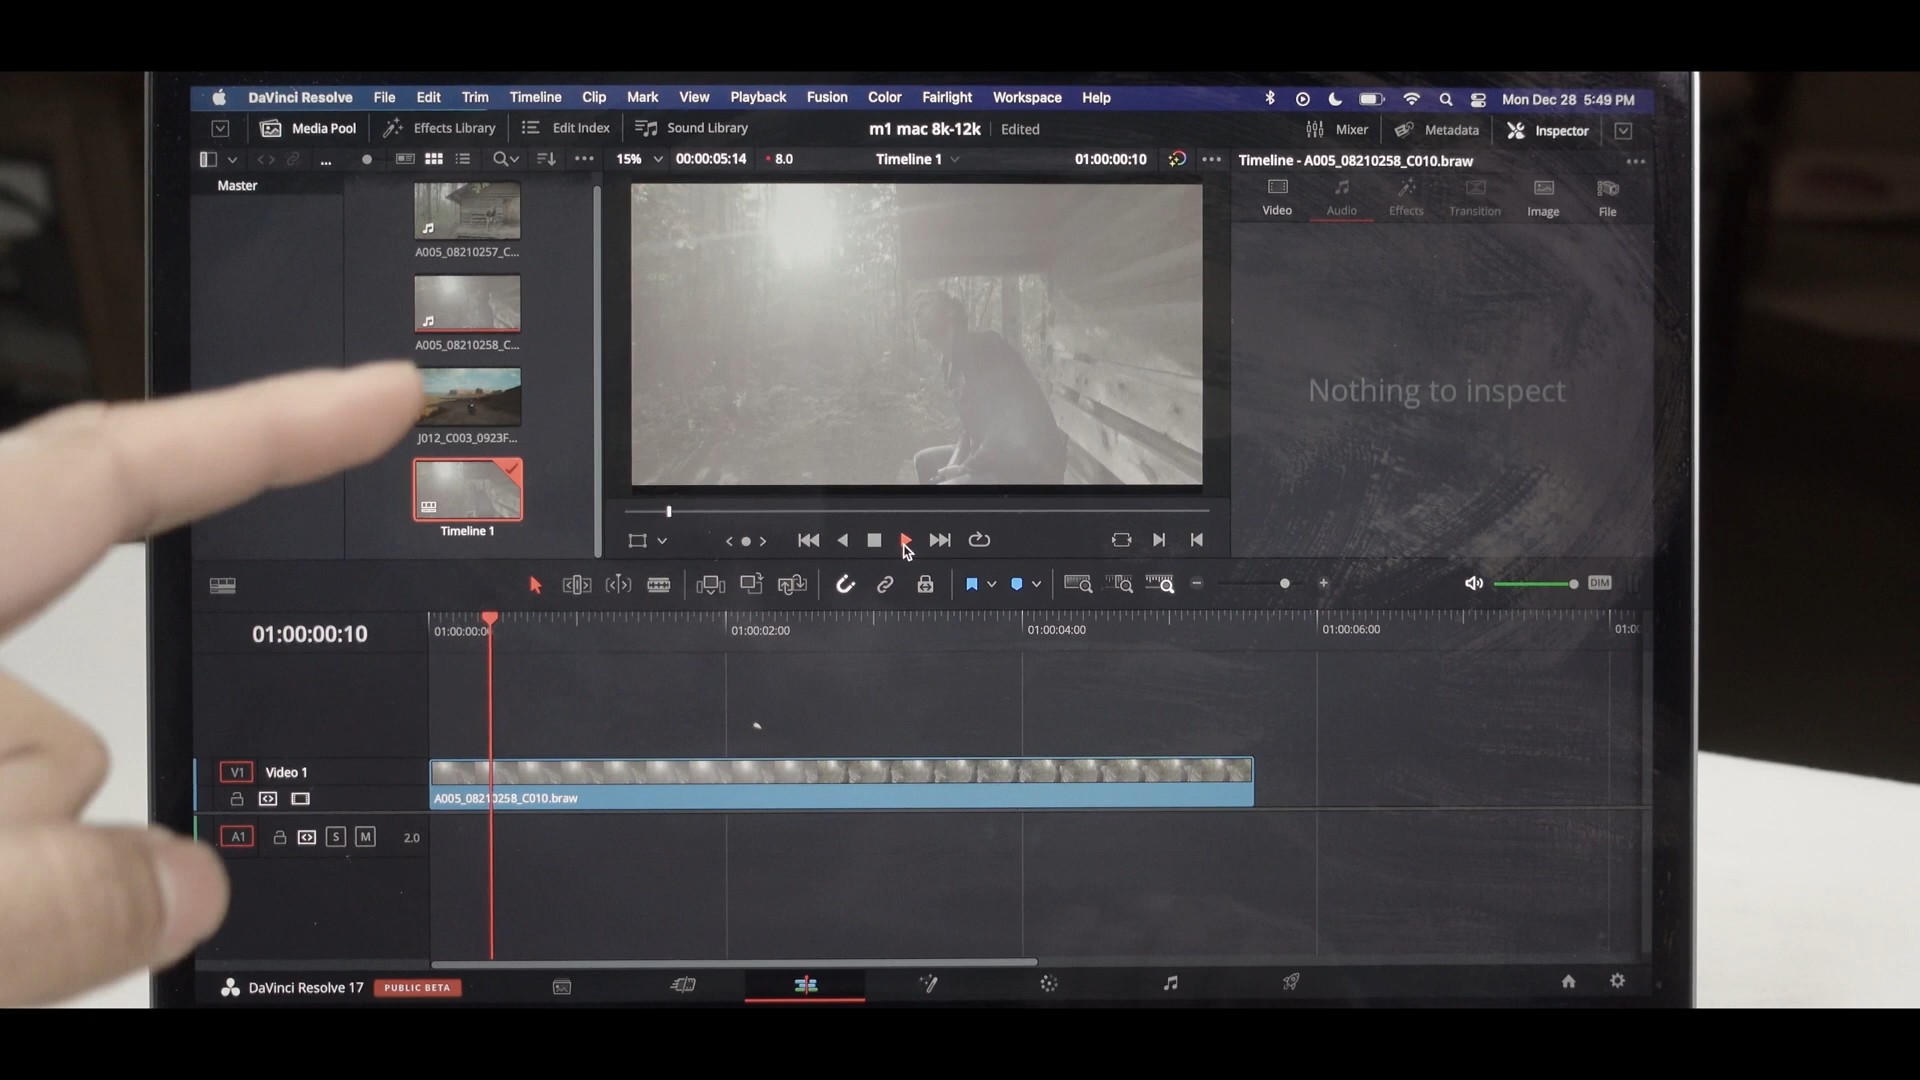 DaVinci Resolve File Edit Trim Timeline Clip Mark View Playback Fusion Color Fairlight Workspace Help Mon Dec 28 5:49 PM
Media Pool Effects Library Edit Index Sound Library m1 mac 8k-12k Edited Mixer Metadata Inspector
15% 00:00:05:14 8.0 Timeline 1 01:00:00:10 Timeline - A005_08210258_C010.braw
Master
Video Audio Effects Transition Image File
A005_08210257_C...
A005_08210258_C...
Nothing to inspect
J012_C003_0923F...
Timeline 1
DIM
01:00:00:10
01:00:00:0 01:00:02:00 01:00:04:00 01:00:06:00 01:00
V1 Video 1
A005_08210258_C010.braw
A1 S M 2.0
DaVinci Resolve 17 PUBLIC BETA